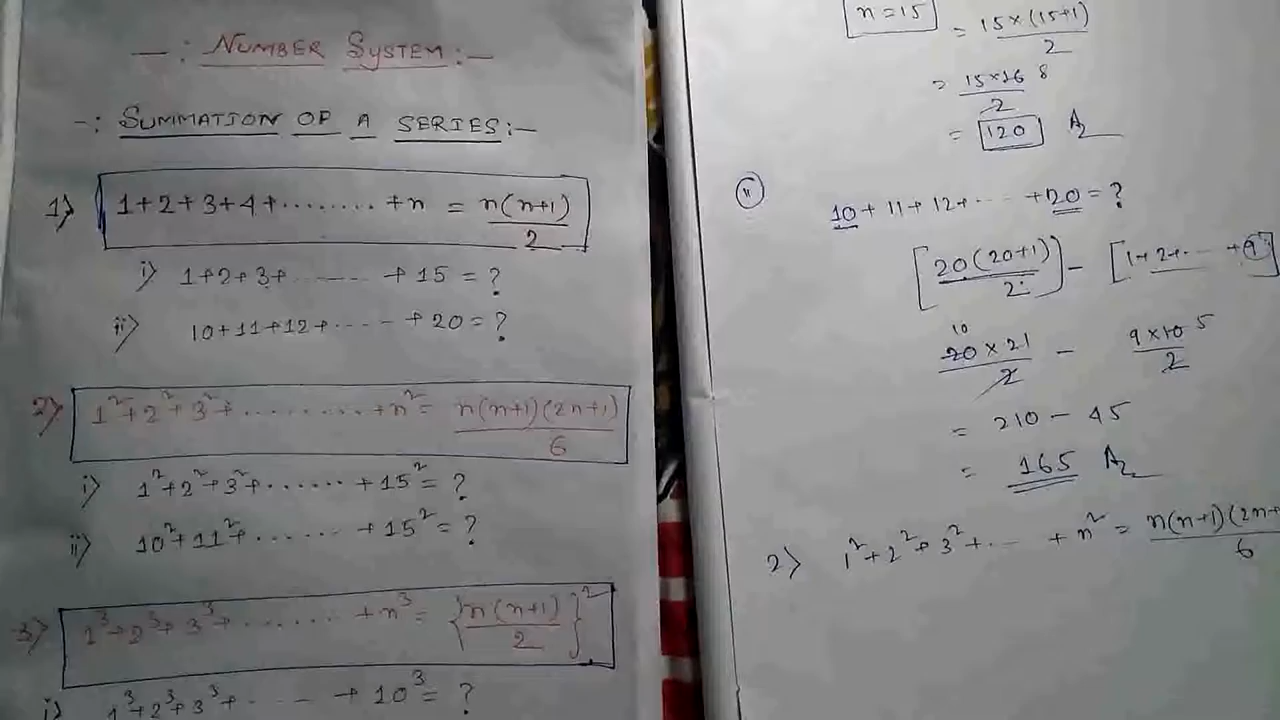 —: NUMBER SYSTEM:—
-: SUMMATION OF A SERIES:—
1) 1+2+3+4+........+n = n(n+1)/2
i) 1+2+3+...... +15 = ?
ii) 10+11+12+.....+20 = ?
2) 1²+2²+3²+..........+n² = n(n+1)(2n+1)/6
i) 1²+2²+3²+.......+15² = ?
ii) 10²+11²+.......+15² = ?
3) 1³+2³+3³+.......+n³ = {n(n+1)/2}²
i) 1³+2³+3³+.....+10³ = ?
n=15
= 15×(15+1)/2
= 15×16 8/2
= 120 A
ii
10+11+12+.....+20 = ?
[20(20+1)/2] - [1+2+....+9]
10 20×21/2 - 9×10 5/2
= 210 - 45
= 165 A
2) 1²+2²+3²+....+n² = n(n+1)(2n+/6